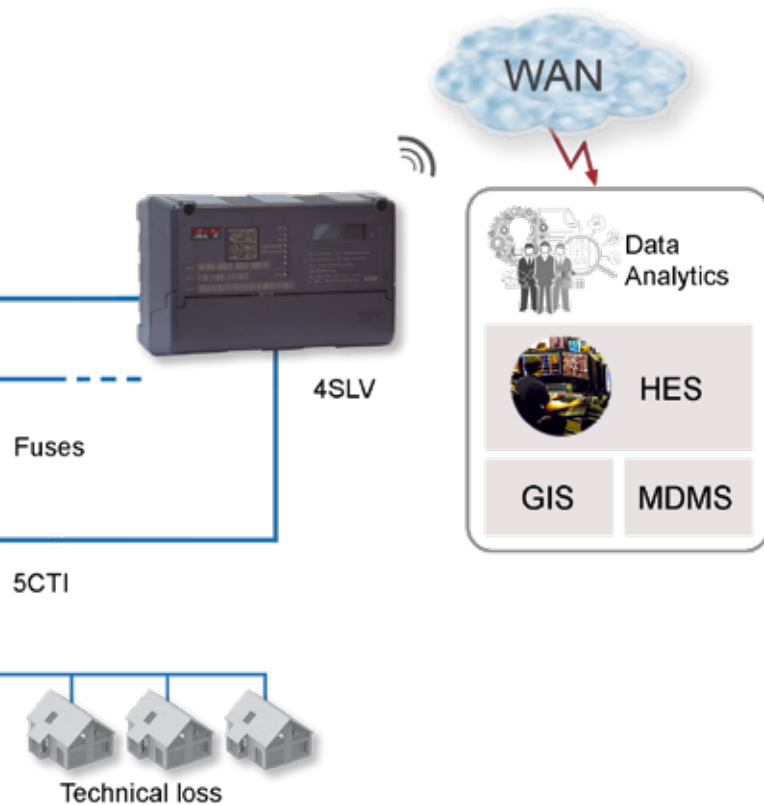 WAN
Data
Analytics
4SLV
HES
Fuses
GIS
MDMS
5CTI
Technical loss